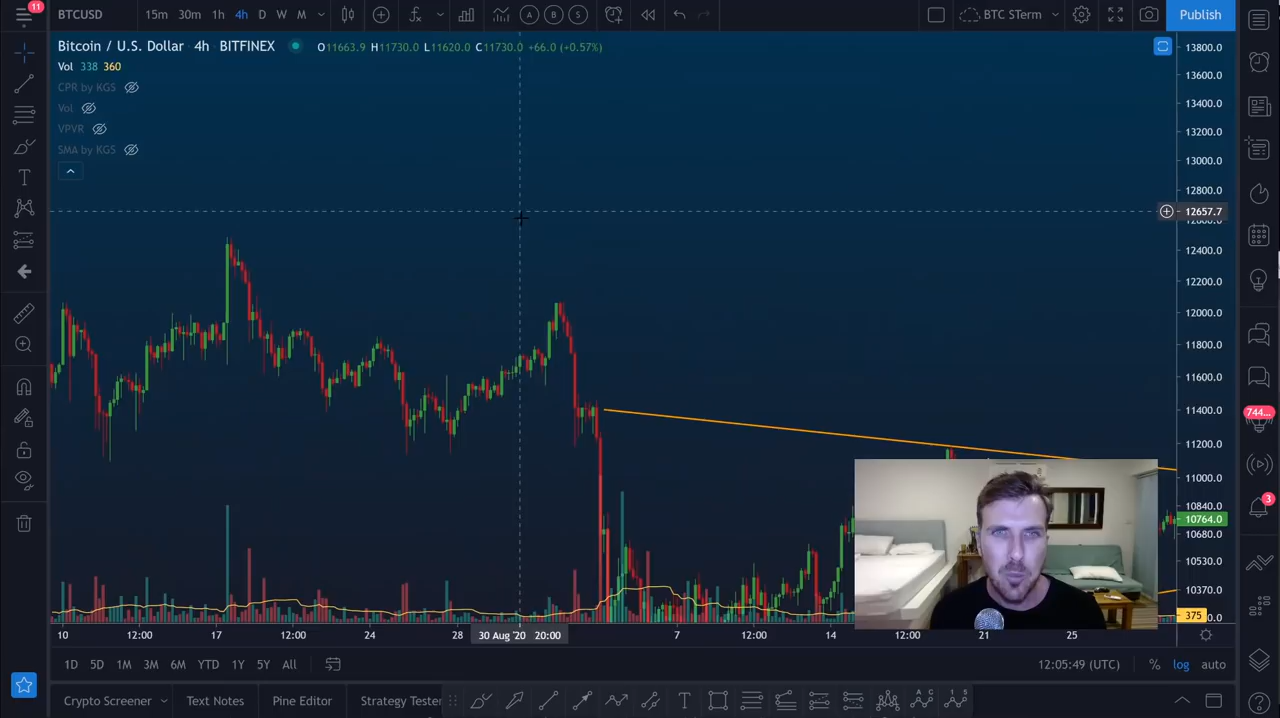 11
BTCUSD 15m 30m 1h 4h D W M A B S BTC STerm Publish
Bitcoin / U.S. Dollar 4h BITFINEX O11663.9 H11730.0 L11620.0 C11730.0 +66.0 (+0.57%)
Vol 338 360
CPR by KGS
Vol
VPVR
SMA by KGS
13800.0
13600.0
13400.0
13200.0
13000.0
12800.0
12657.7
12400.0
12200.0
12000.0
11800.0
11600.0
11400.0
11200.0
11000.0
10840.0
10764.0
10680.0
10530.0
10370.0
375
744...
3
10 12:00 17 12:00 24 28 30 Aug '20 20:00 7 12:00 14 12:00 21 25
1D 5D 1M 3M 6M YTD 1Y 5Y All 12:05:49 (UTC) % log auto
Crypto Screener Text Notes Pine Editor Strategy Tester